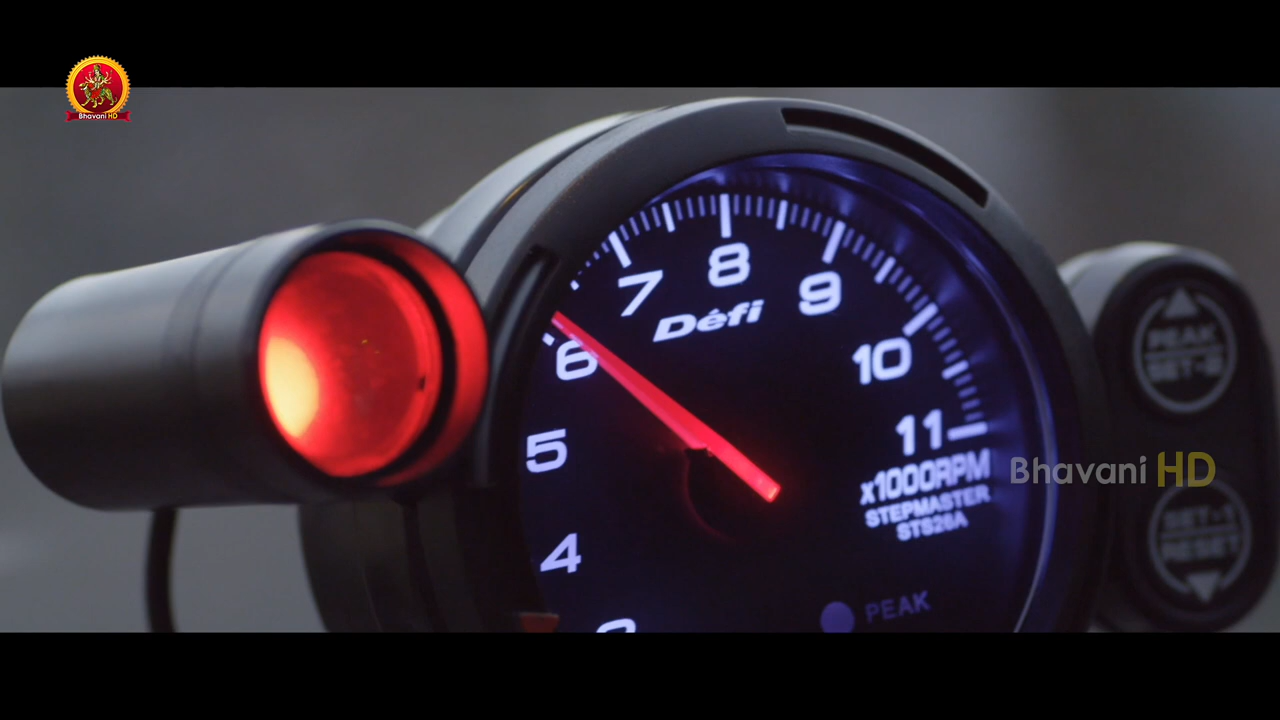 Bhavani HD
7
8
9
Défi
6
10
5
11
x1000RPM
STEPMASTER
STS26A
4
PEAK
PEAK
SET-2
Bhavani HD
SET-1
RESET